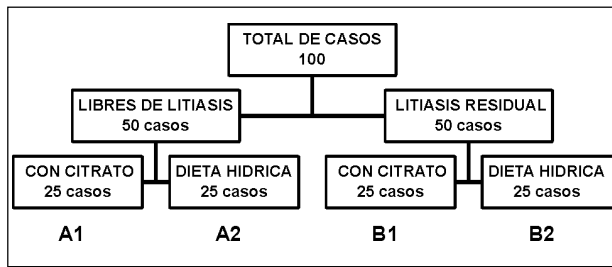 TOTAL DE CASOS
100
LIBRES DE LITIASIS
50 casos
LITIASIS RESIDUAL
50 casos
CON CITRATO
25 casos
DIETA HIDRICA
25 casos
CON CITRATO
25 casos
DIETA HIDRICA
25 casos
A1
A2
B1
B2